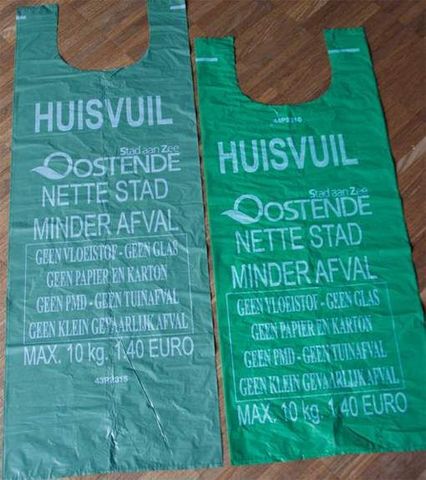 HUISVUIL
Stad aan Zee
OOSTENDE
NETTE STAD
MINDER AFVAL
GEEN VLOEISTOF - GEEN GLAS
GEEN PAPIER EN KARTON
GEEN PMD - GEEN TUINAFVAL
GEEN KLEIN GEVAARLIJK AFVAL
MAX. 10 kg. 1.40 EURO
43P2315
43P2316
HUISVUIL
Stad aan Zee
OOSTENDE
NETTE STAD
MINDER AFVAL
GEEN VLOEISTOF - GEEN GLAS
GEEN PAPIER EN KARTON
GEEN PMD - GEEN TUINAFVAL
GEEN KLEIN GEVAARLIJK AFVAL
MAX. 10 kg. 1.40 EURO